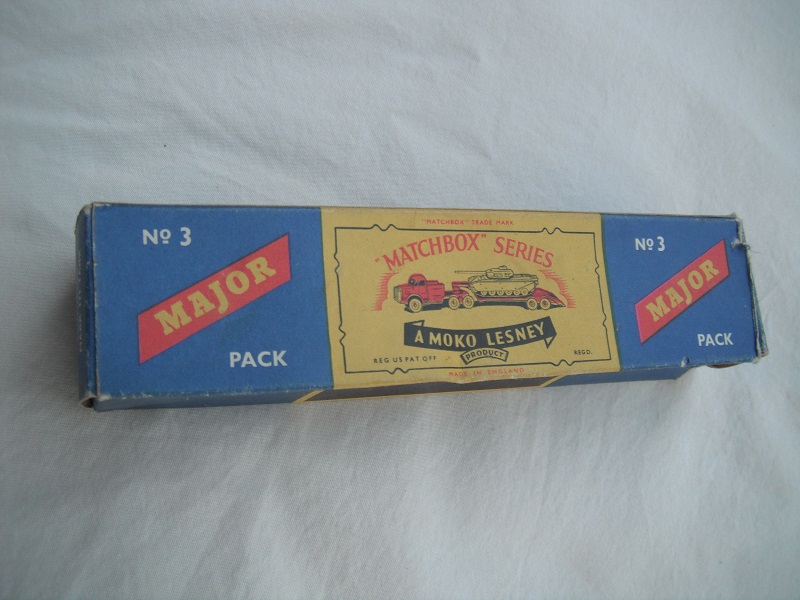 Nº 3
MAJOR
PACK
"MATCHBOX" TRADE MARK
"MATCHBOX" SERIES
A MOKO LESNEY
PRODUCT
REG US PAT OFF
REGD.
MADE IN ENGLAND
Nº 3
MAJOR
PACK